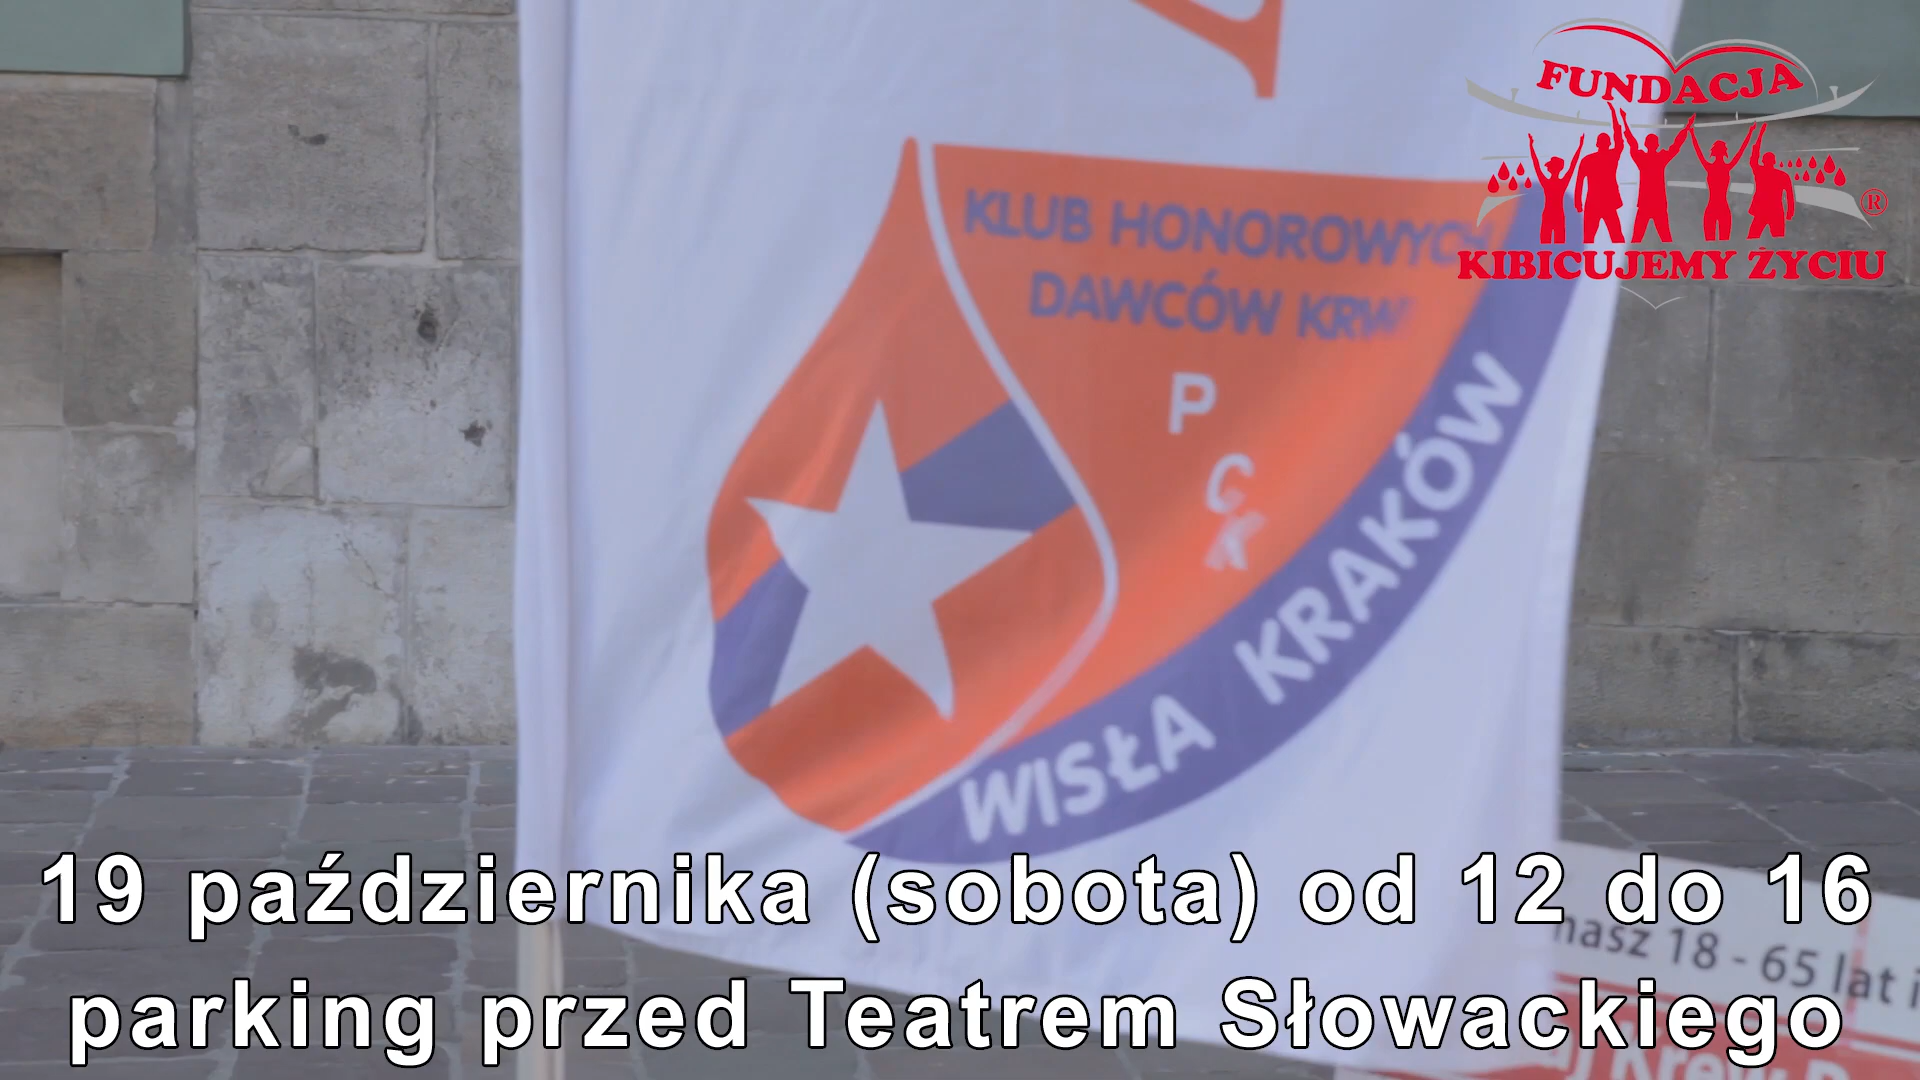 FUNDACJA
KIBICUJEMY ŻYCIU
®
KLUB HONOROWYCH
DAWCÓW KRWI
P
C
K
WISŁA KRAKÓW
19 października (sobota) od 12 do 16
parking przed Teatrem Słowackiego
masz 18 - 65 lat i